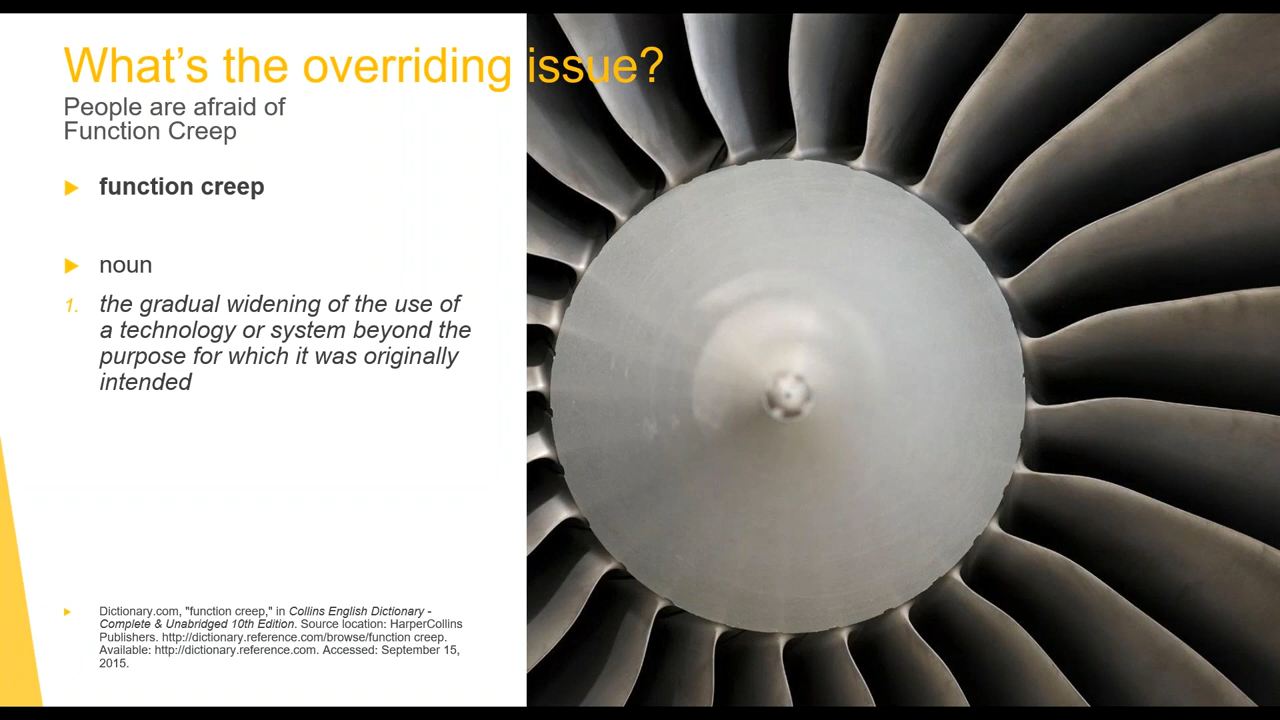 What’s the overriding issue?
People are afraid of
Function Creep
function creep
noun
1. the gradual widening of the use of
a technology or system beyond the
purpose for which it was originally
intended
Dictionary.com, "function creep," in Collins English Dictionary -
Complete & Unabridged 10th Edition. Source location: HarperCollins
Publishers. http://dictionary.reference.com/browse/function creep.
Available: http://dictionary.reference.com. Accessed: September 15,
2015.